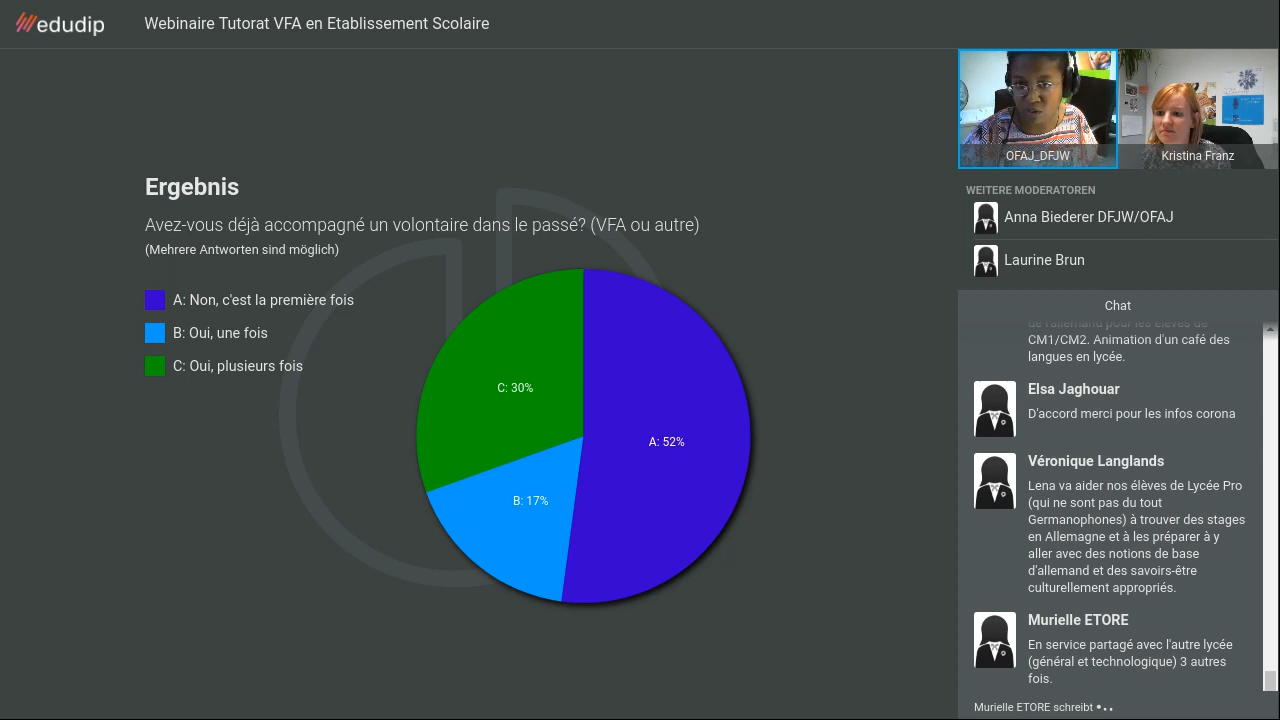 edudip
Webinaire Tutorat VFA en Etablissement Scolaire
Ergebnis
Avez-vous déjà accompagné un volontaire dans le passé? (VFA ou autre)
(Mehrere Antworten sind möglich)
A: Non, c'est la première fois
B: Oui, une fois
C: Oui, plusieurs fois
C: 30%
A: 52%
B: 17%
OFAJ_DFJW
Kristina Franz
WEITERE MODERATOREN
Anna Biederer DFJW/OFAJ
Laurine Brun
Chat
de l'allemand pour les élèves de
CM1/CM2. Animation d'un café des
langues en lycée.
Elsa Jaghouar
D'accord merci pour les infos corona
Véronique Langlands
Lena va aider nos élèves de Lycée Pro
(qui ne sont pas du tout
Germanophones) à trouver des stages
en Allemagne et à les préparer à y
aller avec des notions de base
d'allemand et des savoirs-être
culturellement appropriés.
Murielle ETORE
En service partagé avec l'autre lycée
(général et technologique) 3 autres
fois.
Murielle ETORE schreibt